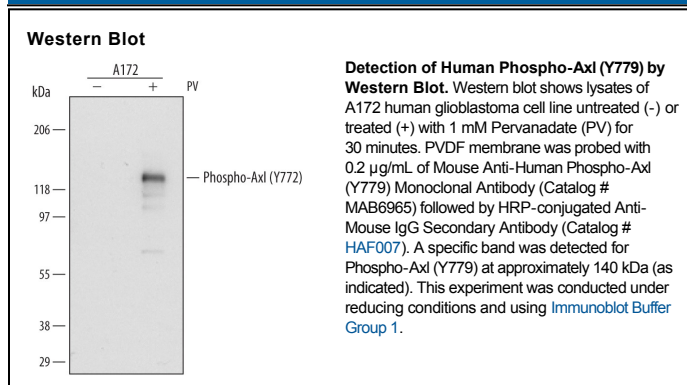 Western Blot
A172
kDa
− + PV
206
Phospho-Axl (Y772)
118
97
55
38
29
Detection of Human Phospho-Axl (Y779) by
Western Blot. Western blot shows lysates of
A172 human glioblastoma cell line untreated (-) or
treated (+) with 1 mM Pervanadate (PV) for
30 minutes. PVDF membrane was probed with
0.2 µg/mL of Mouse Anti-Human Phospho-Axl
(Y779) Monoclonal Antibody (Catalog #
MAB6965) followed by HRP-conjugated Anti-
Mouse IgG Secondary Antibody (Catalog #
HAF007). A specific band was detected for
Phospho-Axl (Y779) at approximately 140 kDa (as
indicated). This experiment was conducted under
reducing conditions and using Immunoblot Buffer
Group 1.